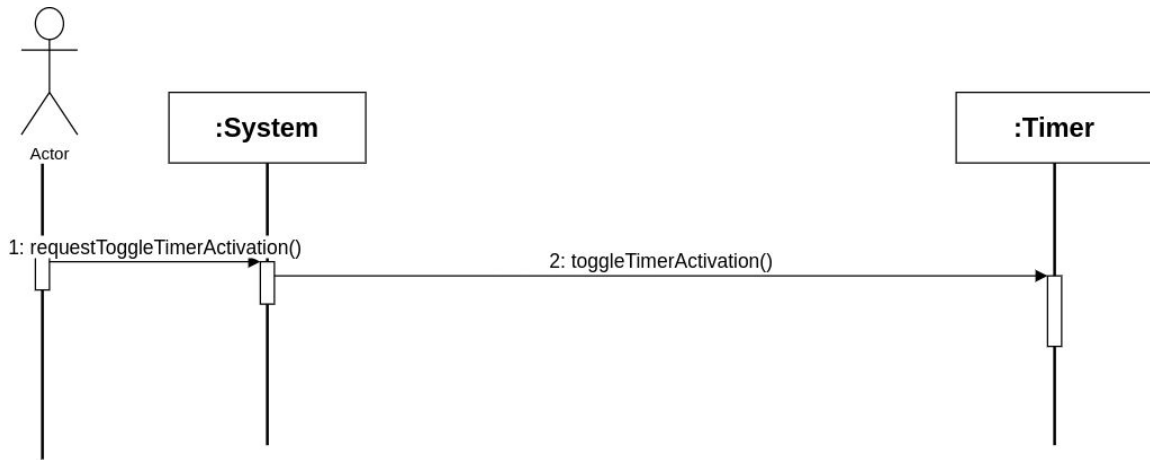 :System
:Timer
Actor
1: requestToggleTimerActivation()
2: toggleTimerActivation()